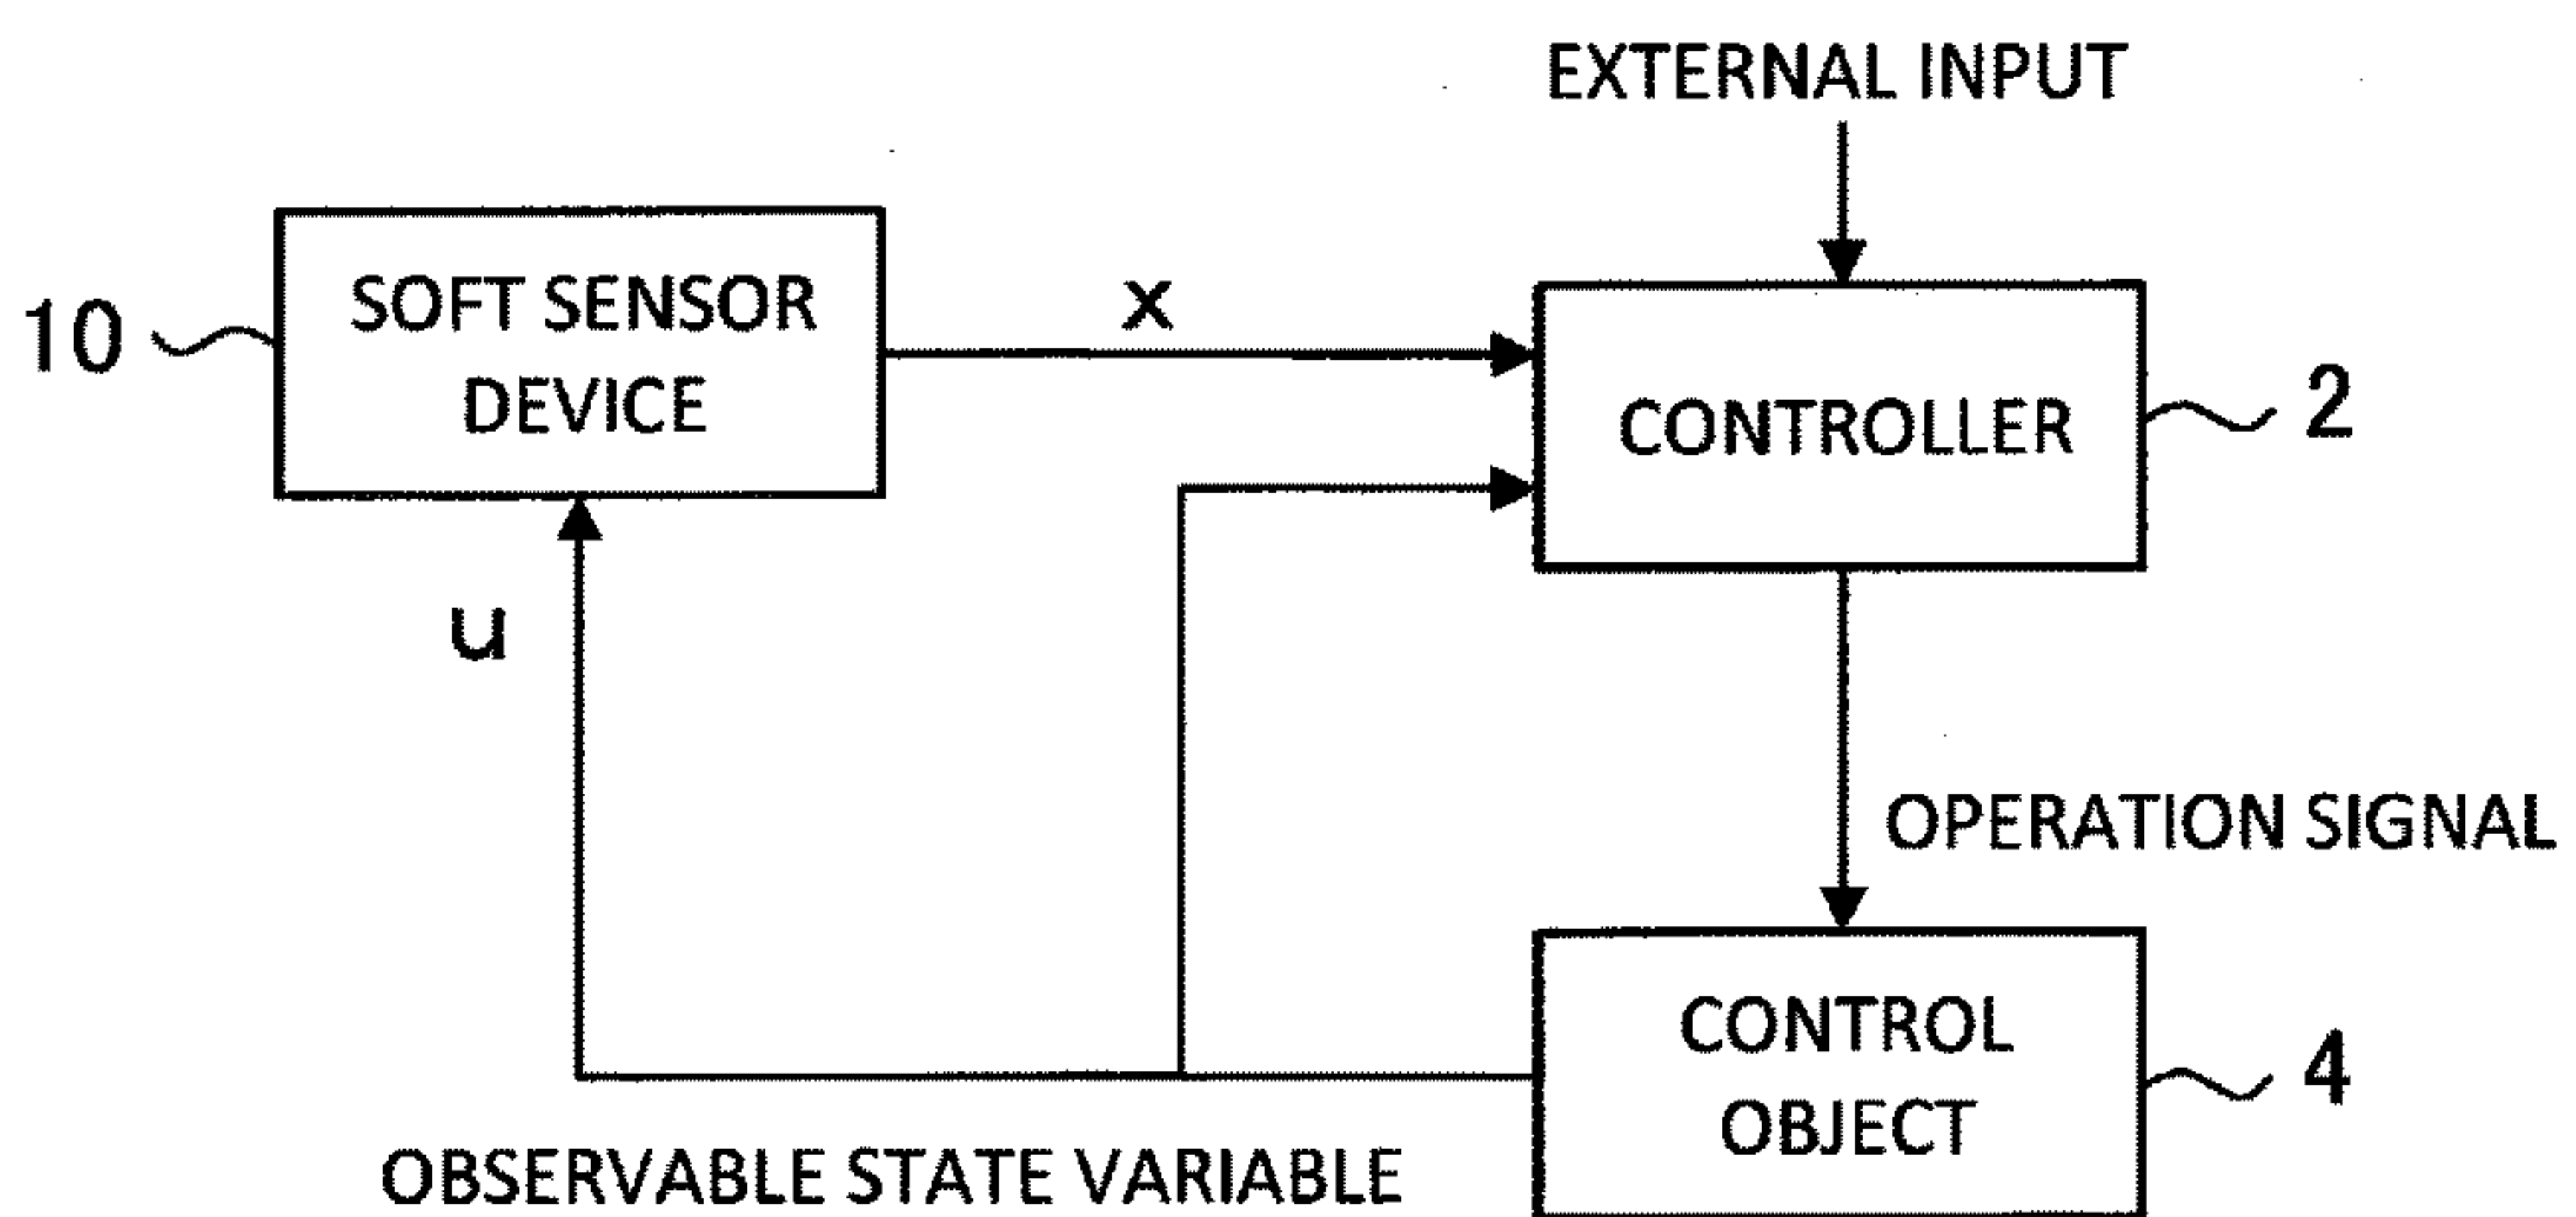 EXTERNAL INPUT
10
SOFT SENSOR
DEVICE
x
CONTROLLER
2
u
OPERATION SIGNAL
CONTROL
OBJECT
4
OBSERVABLE STATE VARIABLE